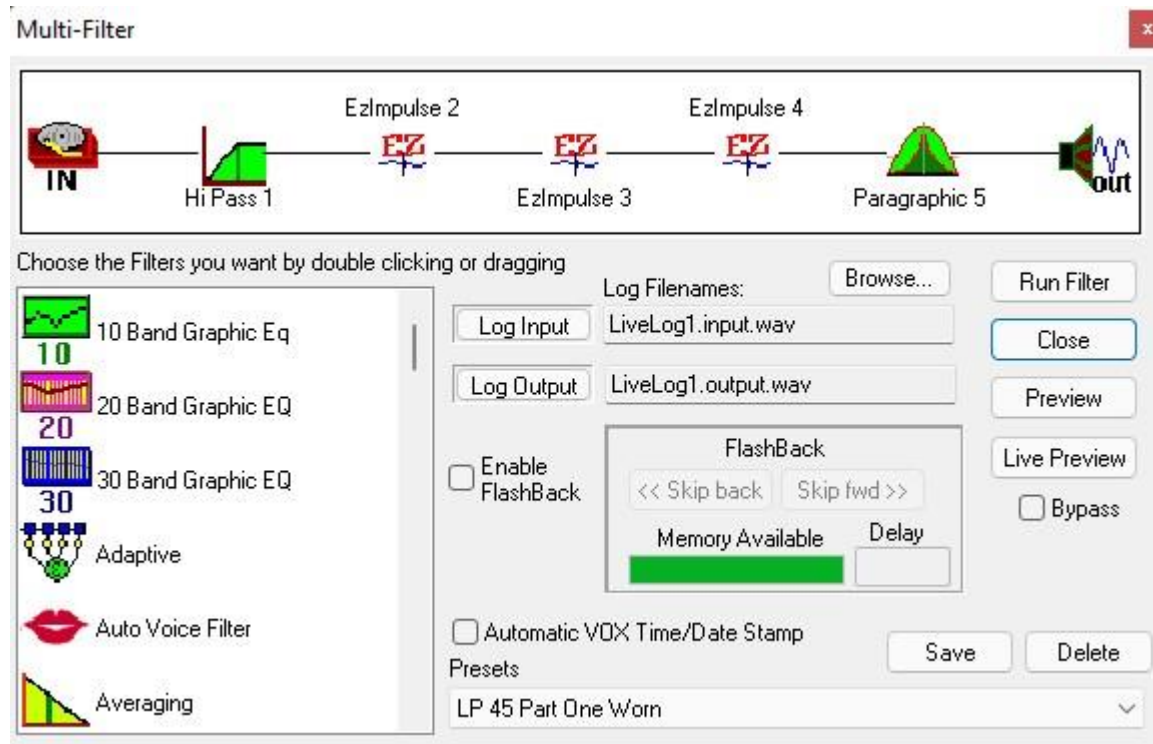 Multi-Filter
x
EzImpulse 2
EzImpulse 4
EZ
EZ
EZ
IN
out
Hi Pass 1
EzImpulse 3
Paragraphic 5
Choose the Filters you want by double clicking or dragging
10
10 Band Graphic Eq
20
20 Band Graphic EQ
30
30 Band Graphic EQ
Adaptive
Auto Voice Filter
Averaging
Log Filenames:
Browse...
Log Input
LiveLog1.input.wav
Log Output
LiveLog1.output.wav
Enable
FlashBack
FlashBack
<< Skip back
Skip fwd >>
Memory Available
Delay
Run Filter
Close
Preview
Live Preview
Bypass
Automatic VOX Time/Date Stamp
Save
Delete
Presets
LP 45 Part One Worn